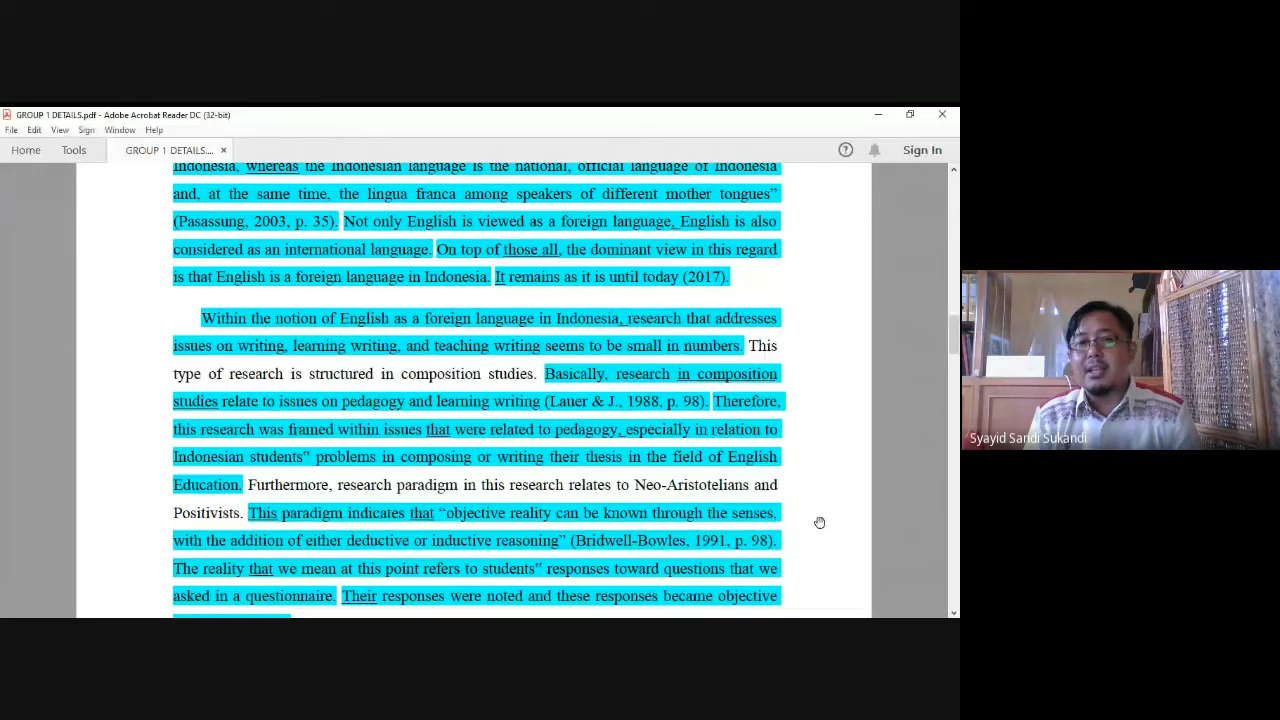 GROUP 1 DETAILS.pdf - Adobe Acrobat Reader DC (32-bit)
File Edit View Sign Window Help
Home Tools GROUP 1 DETAILS.... × Sign In
Indonesia, whereas the Indonesian language is the national, official language of Indonesia
and, at the same time, the lingua franca among speakers of different mother tongues”
(Pasassung, 2003, p. 35). Not only English is viewed as a foreign language, English is also
considered as an international language. On top of those all, the dominant view in this regard
is that English is a foreign language in Indonesia. It remains as it is until today (2017).
Within the notion of English as a foreign language in Indonesia, research that addresses
issues on writing, learning writing, and teaching writing seems to be small in numbers. This
type of research is structured in composition studies. Basically, research in composition
studies relate to issues on pedagogy and learning writing (Lauer & J., 1988, p. 98). Therefore,
this research was framed within issues that were related to pedagogy, especially in relation to
Indonesian students‟ problems in composing or writing their thesis in the field of English
Education. Furthermore, research paradigm in this research relates to Neo-Aristotelians and
Positivists. This paradigm indicates that “objective reality can be known through the senses,
with the addition of either deductive or inductive reasoning” (Bridwell-Bowles, 1991, p. 98).
The reality that we mean at this point refers to students‟ responses toward questions that we
asked in a questionnaire. Their responses were noted and these responses became objective
Syayid Sandi Sukandi